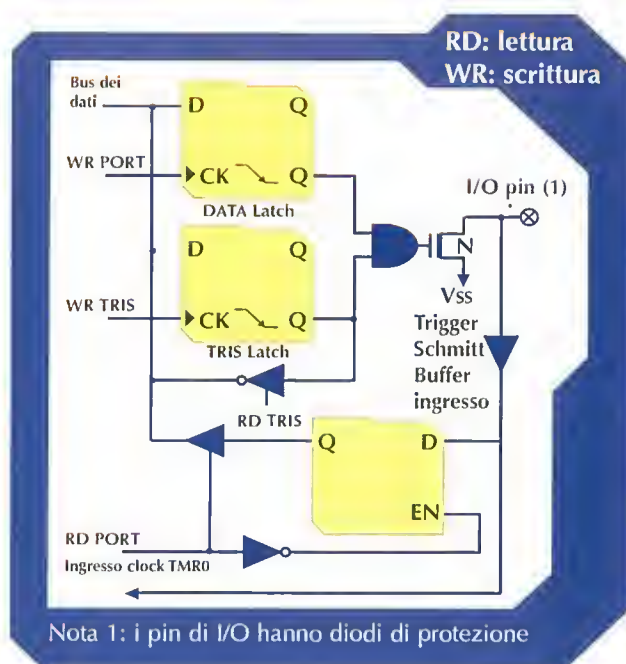 RD: lettura
WR: scrittura
Bus dei
dati
D
Q
WR PORT
CK
Q
DATA Latch
I/O pin (1)
D
Q
N
WR TRIS
CK
Q
TRIS Latch
VSS
Trigger
Schmitt
Buffer
ingresso
RD TRIS
Q
D
EN
RD PORT
Ingresso clock TMR0
Nota 1: i pin di I/O hanno diodi di protezione